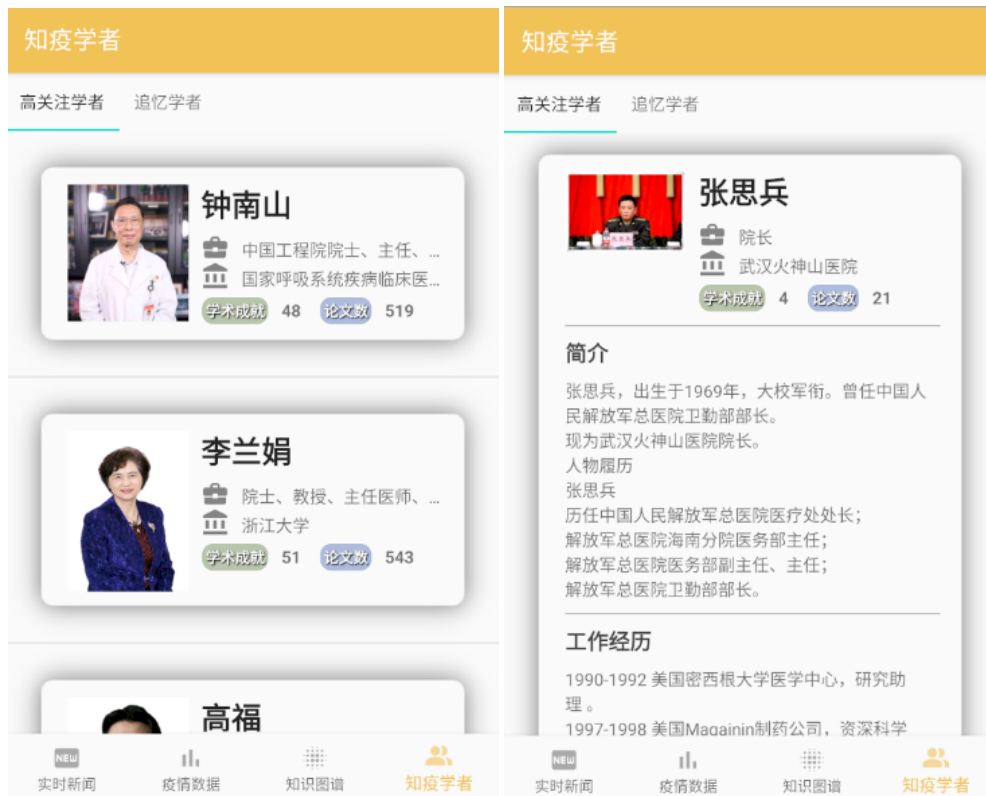 知疫学者
高关注学者 追忆学者
钟南山
中国工程院院士、主任、...
国家呼吸系统疾病临床医...
学术成就 48 论文数 519
李兰娟
院士、教授、主任医师、...
浙江大学
学术成就 51 论文数 543
高福
NEW
实时新闻 疫情数据 知识图谱 知疫学者
知疫学者
高关注学者 追忆学者
张思兵
院长
武汉火神山医院
学术成就 4 论文数 21
简介
张思兵，出生于1969年，大校军衔。曾任中国人
民解放军总医院卫勤部部长。
现为武汉火神山医院院长。
人物履历
张思兵
历任中国人民解放军总医院医疗处处长；
解放军总医院海南分院医务部主任；
解放军总医院医务部副主任、主任；
解放军总医院卫勤部部长。
工作经历
1990-1992 美国密西根大学医学中心，研究助
理 。
1997-1998 美国Magainin制药公司，资深科学
NEW
实时新闻 疫情数据 知识图谱 知疫学者